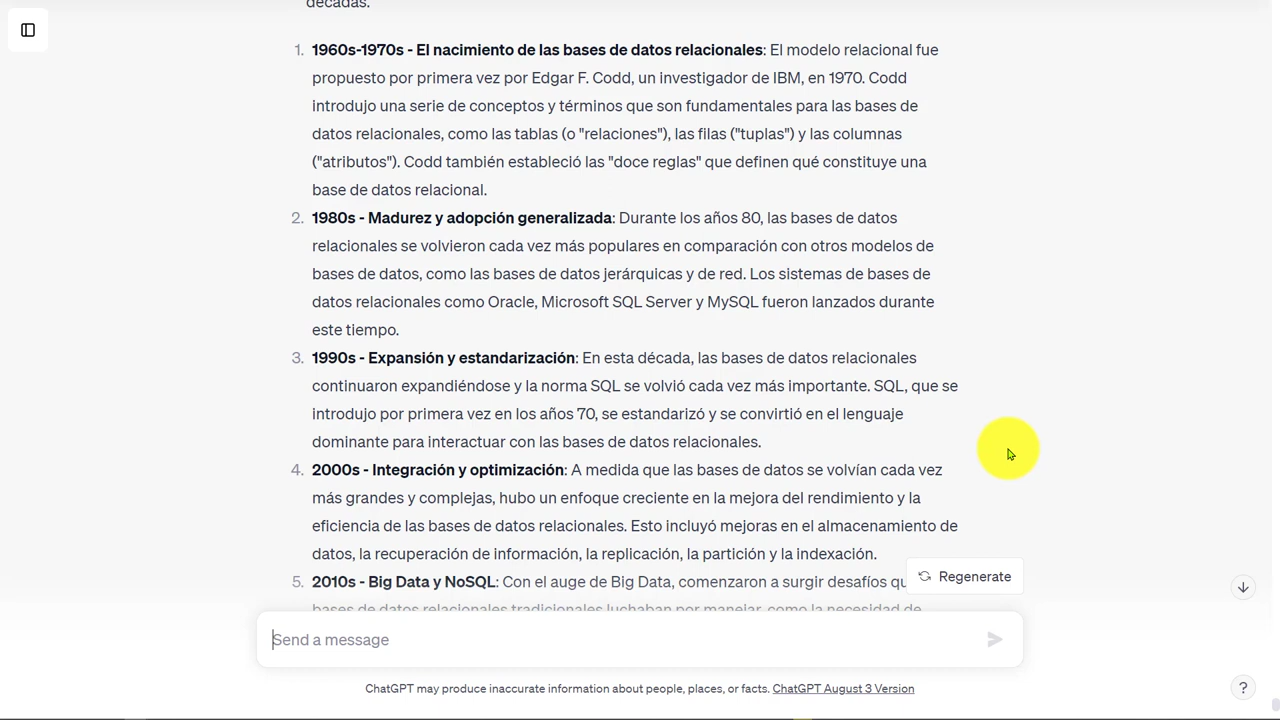 décadas.
1. 1960s-1970s - El nacimiento de las bases de datos relacionales: El modelo relacional fue
propuesto por primera vez por Edgar F. Codd, un investigador de IBM, en 1970. Codd
introdujo una serie de conceptos y términos que son fundamentales para las bases de
datos relacionales, como las tablas (o "relaciones"), las filas ("tuplas") y las columnas
("atributos"). Codd también estableció las "doce reglas" que definen qué constituye una
base de datos relacional.
2. 1980s - Madurez y adopción generalizada: Durante los años 80, las bases de datos
relacionales se volvieron cada vez más populares en comparación con otros modelos de
bases de datos, como las bases de datos jerárquicas y de red. Los sistemas de bases de
datos relacionales como Oracle, Microsoft SQL Server y MySQL fueron lanzados durante
este tiempo.
3. 1990s - Expansión y estandarización: En esta década, las bases de datos relacionales
continuaron expandiéndose y la norma SQL se volvió cada vez más importante. SQL, que se
introdujo por primera vez en los años 70, se estandarizó y se convirtió en el lenguaje
dominante para interactuar con las bases de datos relacionales.
4. 2000s - Integración y optimización: A medida que las bases de datos se volvían cada vez
más grandes y complejas, hubo un enfoque creciente en la mejora del rendimiento y la
eficiencia de las bases de datos relacionales. Esto incluyó mejoras en el almacenamiento de
datos, la recuperación de información, la replicación, la partición y la indexación.
5. 2010s - Big Data y NoSQL: Con el auge de Big Data, comenzaron a surgir desafíos qu
Regenerate
bases de datos relacionales tradicionales luchaban por manejar, como la necesidad de
Send a message
ChatGPT may produce inaccurate information about people, places, or facts. ChatGPT August 3 Version
?